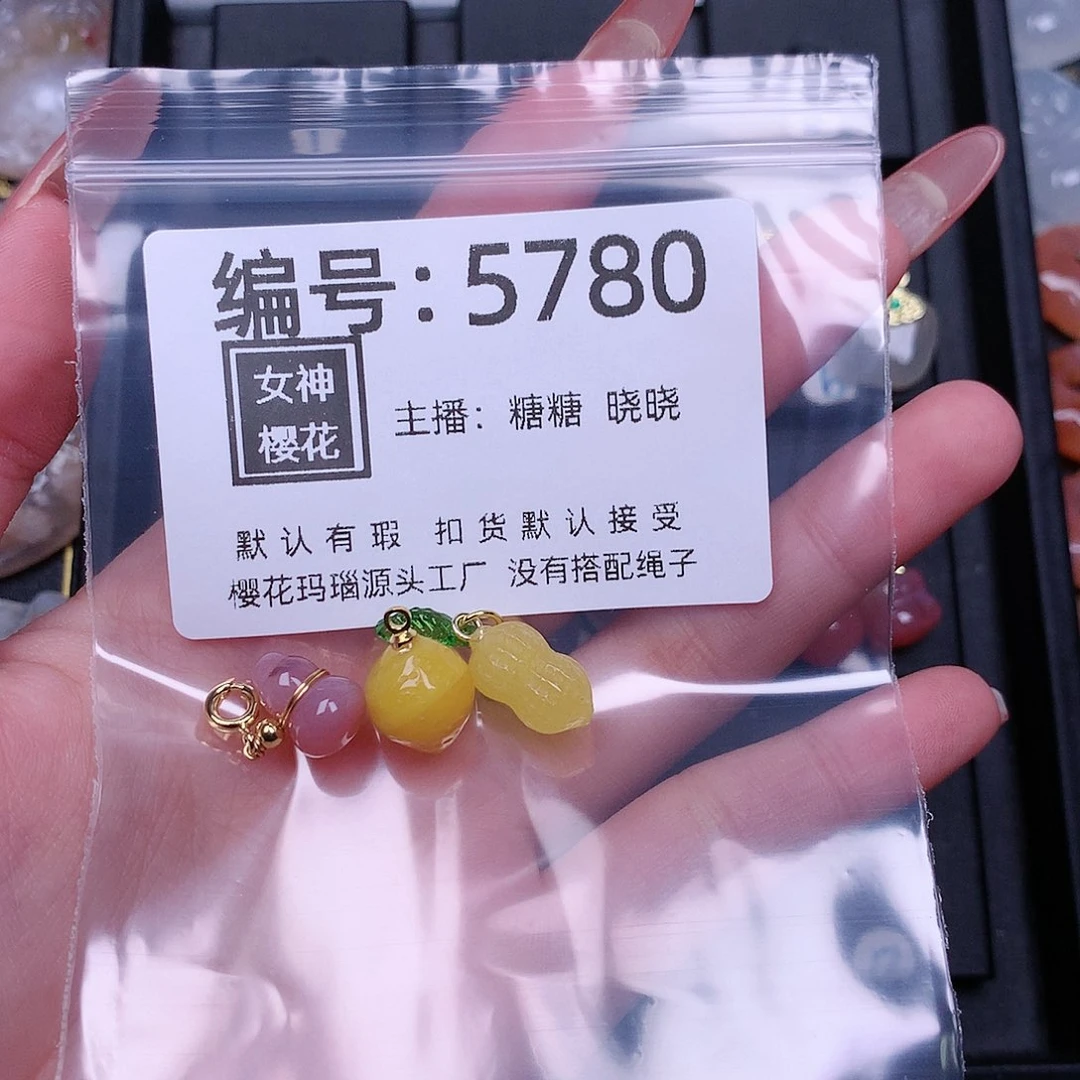 编号:5780
女神
樱花
主播: 糖糖 晓晓
默认有瑕 扣货默认接受
樱花玛瑙源头工厂 没有搭配绳子